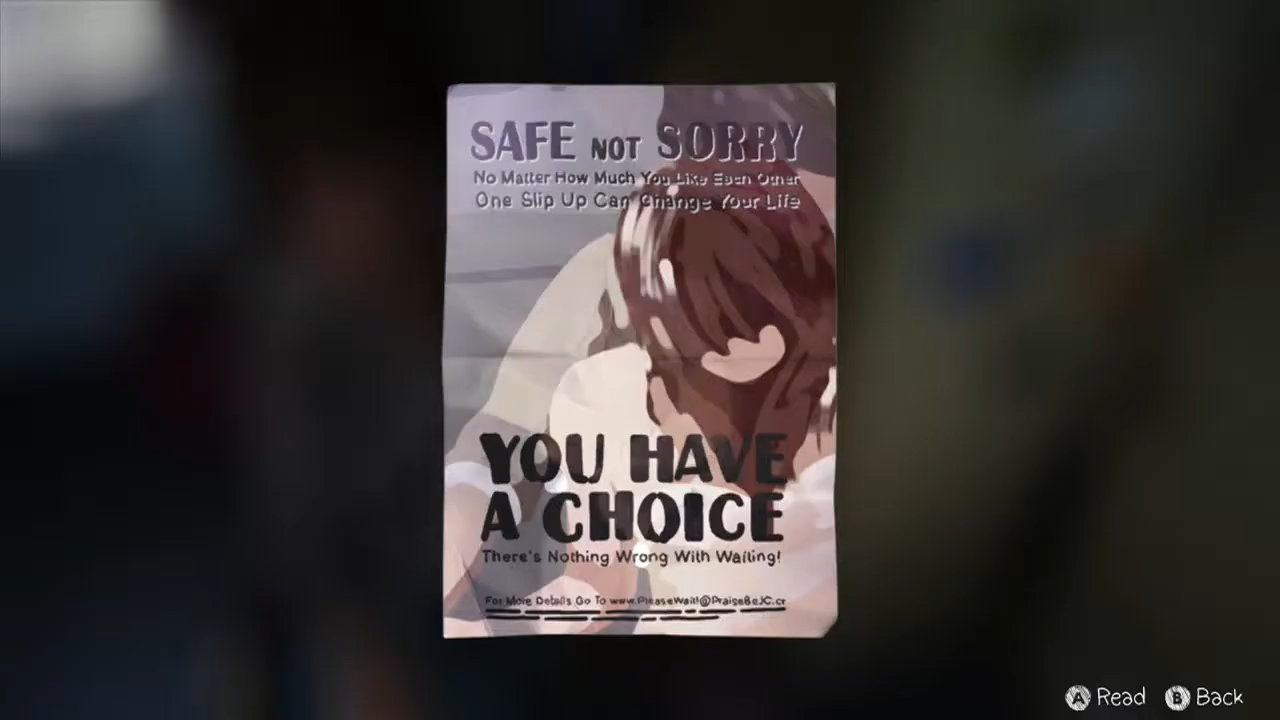 SAFE NOT SORRY
No Matter How Much You Like Each Other
One Slip Up Can Change Your Life
YOU HAVE
A CHOICE
There's Nothing Wrong With Waiting!
For More Details Go To www.PleaseWait!@PraiseBeJC.cr
A Read B Back